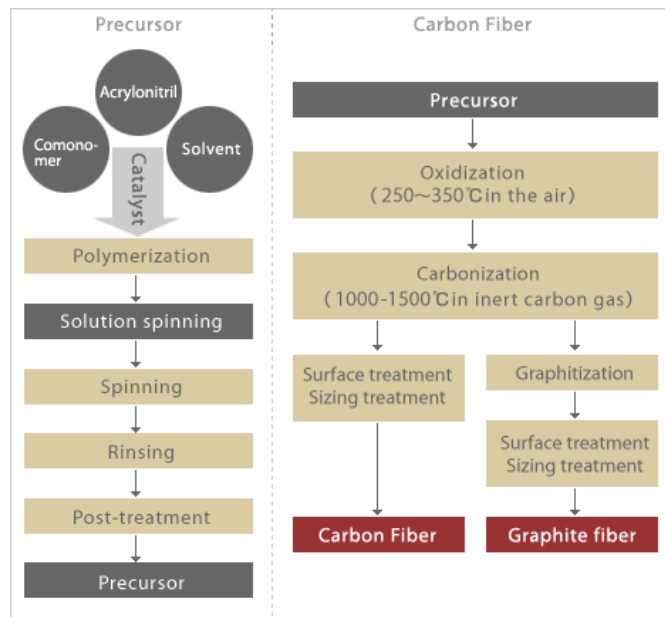 Precursor
Acrylonitril
Comono-
mer
Solvent
Catalyst
Polymerization
Solution spinning
Spinning
Rinsing
Post-treatment
Precursor
Carbon Fiber
Precursor
Oxidization
(250～350℃ in the air)
Carbonization
(1000-1500℃ in inert carbon gas)
Surface treatment
Sizing treatment
Carbon Fiber
Graphitization
Surface treatment
Sizing treatment
Graphite fiber